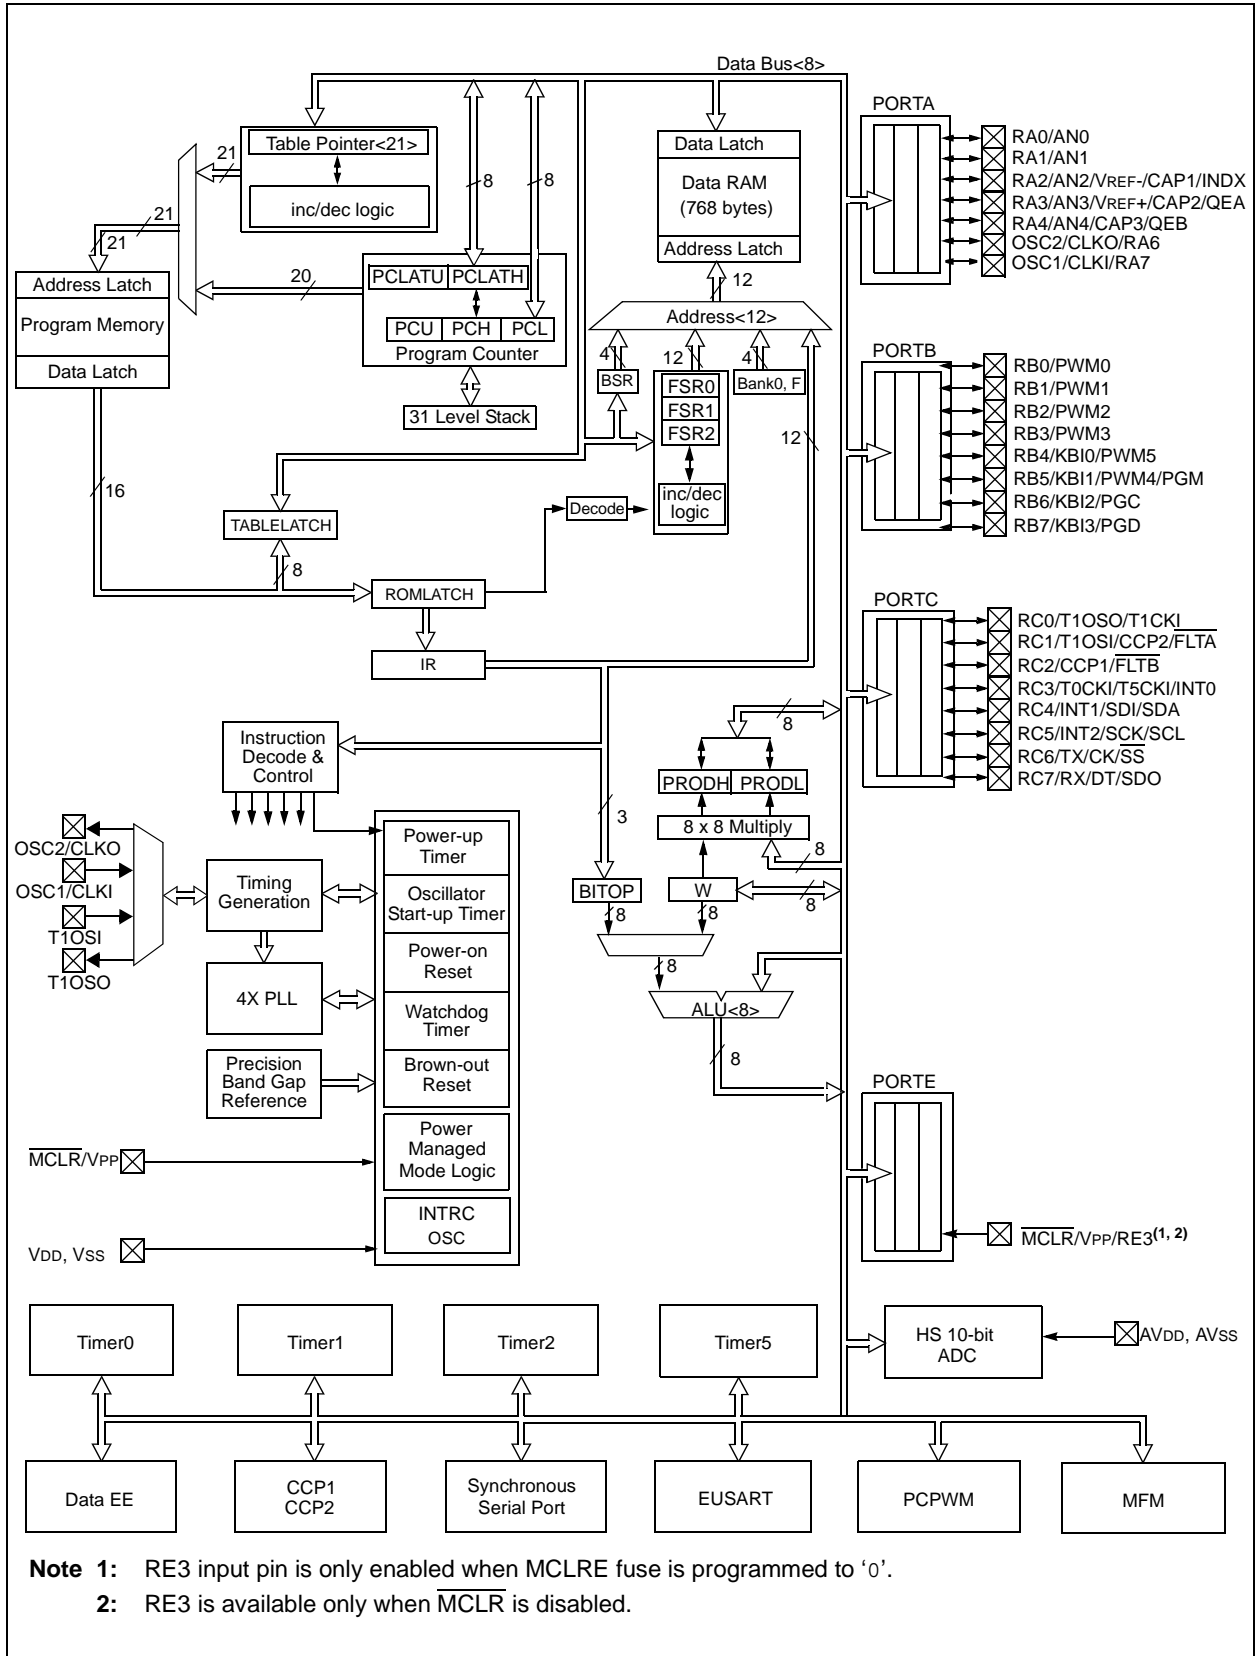 Data Bus<8>
PORTA
Table Pointer<21>
inc/dec logic
21
21
21
20
8
8
Data Latch
Data RAM
(768 bytes)
Address Latch
12
Address<12>
RA0/AN0
RA1/AN1
RA2/AN2/VREF-/CAP1/INDX
RA3/AN3/VREF+/CAP2/QEA
RA4/AN4/CAP3/QEB
OSC2/CLKO/RA6
OSC1/CLKI/RA7
Address Latch
Program Memory
Data Latch
PCLATU
PCLATH
PCU
PCH
PCL
Program Counter
31 Level Stack
4
12
4
BSR
FSR0
FSR1
FSR2
Bank0, F
inc/dec
logic
12
PORTB
RB0/PWM0
RB1/PWM1
RB2/PWM2
RB3/PWM3
RB4/KBI0/PWM5
RB5/KBI1/PWM4/PGM
RB6/KBI2/PGC
RB7/KBI3/PGD
16
TABLELATCH
8
Decode
ROMLATCH
IR
PORTC
RC0/T1OSO/T1CKI
RC1/T1OSI/CCP2/FLTA
RC2/CCP1/FLTB
RC3/T0CKI/T5CKI/INT0
RC4/INT1/SDI/SDA
RC5/INT2/SCK/SCL
RC6/TX/CK/SS
RC7/RX/DT/SDO
Instruction
Decode &
Control
8
PRODH
PRODL
8 x 8 Multiply
3
8
BITOP
W
8
8
8
8
ALU<8>
8
OSC2/CLKO
OSC1/CLKI
T1OSI
T1OSO
Timing
Generation
4X PLL
Precision
Band Gap
Reference
Power-up
Timer
Oscillator
Start-up Timer
Power-on
Reset
Watchdog
Timer
Brown-out
Reset
Power
Managed
Mode Logic
INTRC
OSC
MCLR/VPP
VDD, VSS
PORTE
MCLR/VPP/RE3(1, 2)
Timer0
Timer1
Timer2
Timer5
HS 10-bit
ADC
AVDD, AVSS
Data EE
CCP1
CCP2
Synchronous
Serial Port
EUSART
PCPWM
MFM
Note 1: RE3 input pin is only enabled when MCLRE fuse is programmed to ‘0’.
2: RE3 is available only when MCLR is disabled.